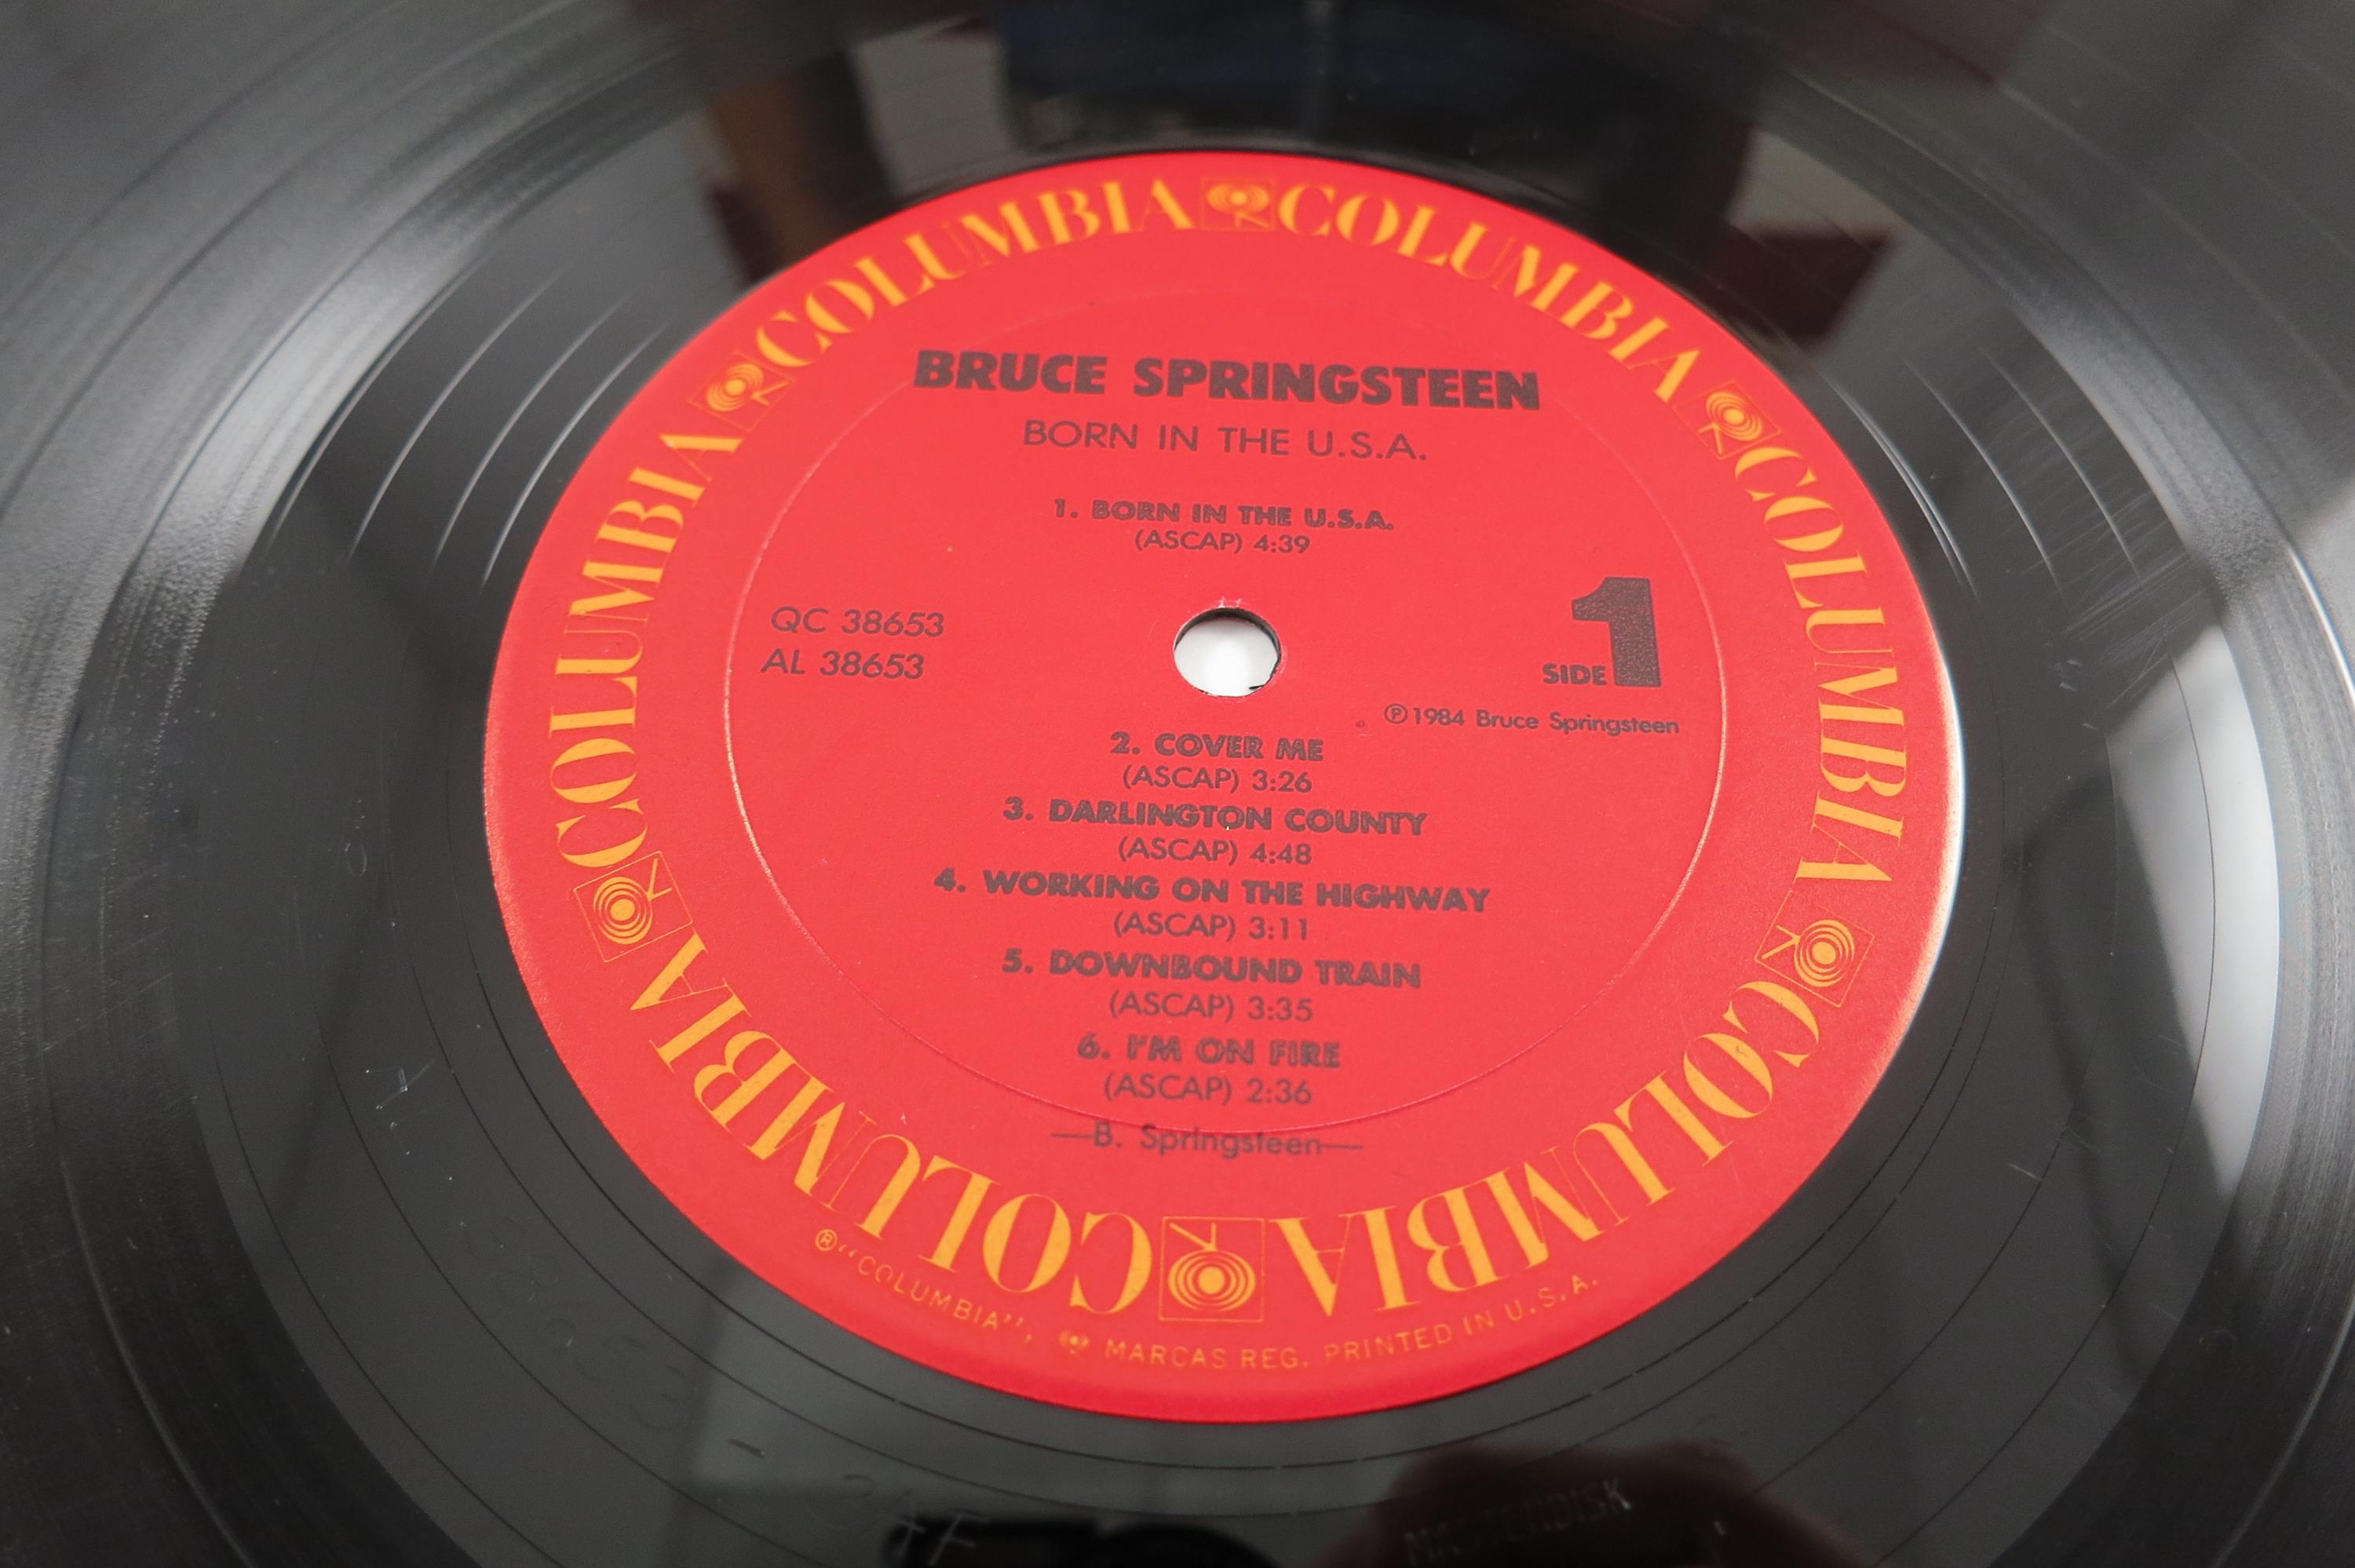 COLUMBIA COLUMBIA COLUMBIA COLUMBIA COLUMBIA COLUMBIA
BRUCE SPRINGSTEEN
BORN IN THE U.S.A.
1. BORN IN THE U.S.A.
(ASCAP) 4:39
QC 38653
AL 38653
SIDE 1
℗ 1984 Bruce Springsteen
2. COVER ME
(ASCAP) 3:26
3. DARLINGTON COUNTY
(ASCAP) 4:48
4. WORKING ON THE HIGHWAY
(ASCAP) 3:11
5. DOWNBOUND TRAIN
(ASCAP) 3:35
6. I'M ON FIRE
(ASCAP) 2:36
—B. Springsteen—
® "COLUMBIA", MARCAS REG. PRINTED IN U.S.A.
MASTERDISK